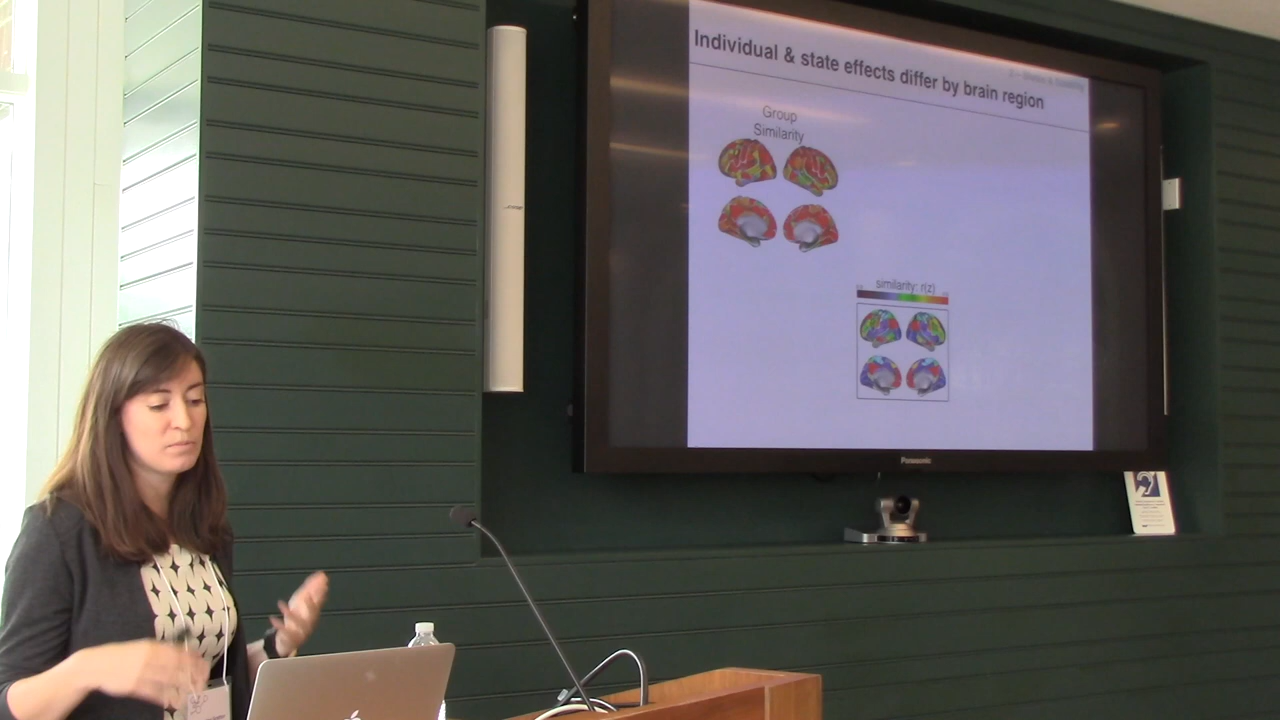 Individual & state effects differ by brain region
Group
Similarity
similarity: r(z)
Panasonic